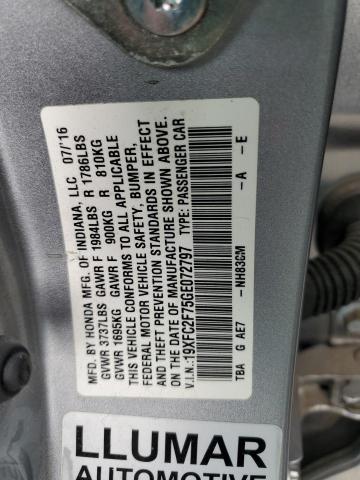 MFD. BY HONDA MFG. OF INDIANA, LLC 07/16
GVWR 3737LBS GAWR F 1984LBS R 1786LBS
GVWR 1695KG GAWR F 900KG R 810KG
THIS VEHICLE CONFORMS TO ALL APPLICABLE
FEDERAL MOTOR VEHICLE SAFETY, BUMPER,
AND THEFT PREVENTION STANDARDS IN EFFECT
ON THE DATE OF MANUFACTURE SHOWN ABOVE.
V.I.N.: 19XFC2F75GE072797 TYPE: PASSENGER CAR
TBA G AE7 -NH83GM -A -E
LLUMAR
AUTOMOTIVE